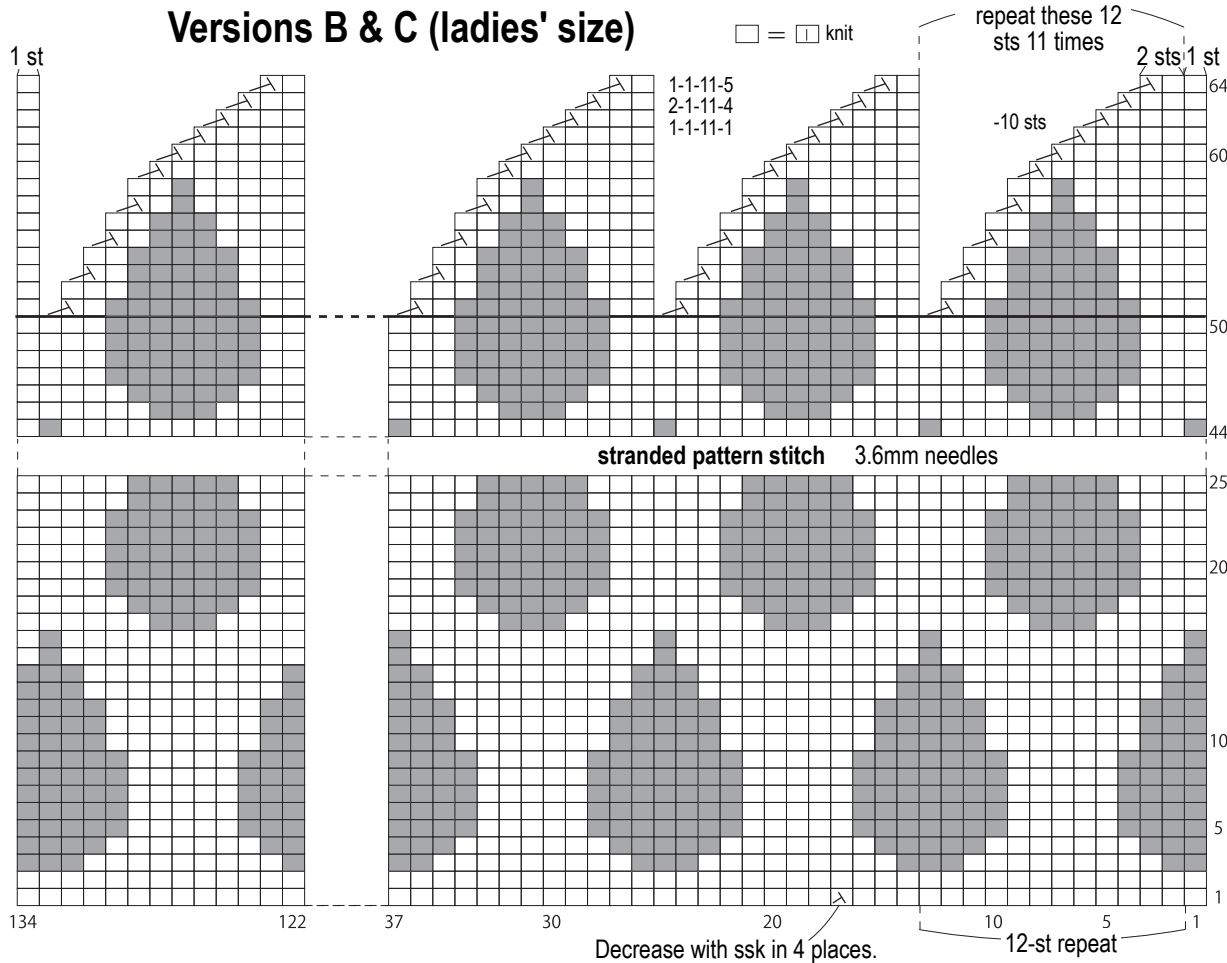 Versions B & C (ladies' size)
□ = | knit
repeat these 12
sts 11 times
1 st
2 sts 1 st
1-1-11-5
2-1-11-4
1-1-11-1
-10 sts
64
60
50
44
stranded pattern stitch 3.6mm needles
25
20
10
5
1
134 122 37 30 20 10 5 1
12-st repeat
Decrease with ssk in 4 places.